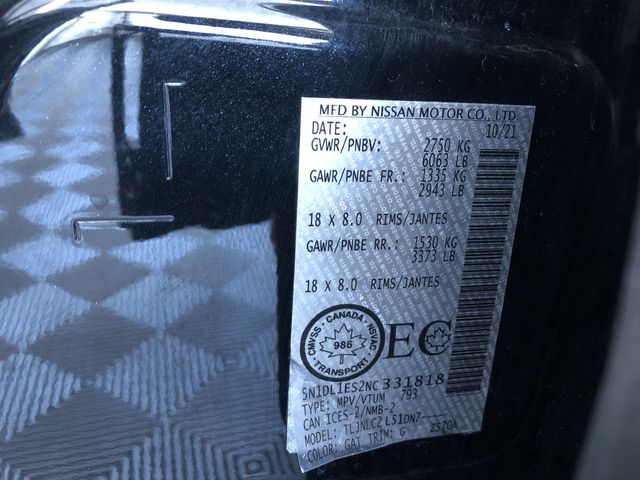 MFD BY NISSAN MOTOR CO., LTD
DATE: 10/21
GVWR/PNBV: 2750 KG
6063 LB
GAWR/PNBE FR.: 1335 KG
2943 LB
18 X 8.0 RIMS/JANTES
GAWR/PNBE RR.: 1530 KG
3373 LB
18 X 8.0 RIMS/JANTES
CMVSS · CANADA · NSVAC
986
TRANSPORT
EC
5N1DL1ES2NC331818
TYPE: MPV/VTUM 793
CAN ICES-2/NMB-2
MODEL: TLJNLC2 L51DN7-----
COLOR: GAT TRIM: G ZSZ0A